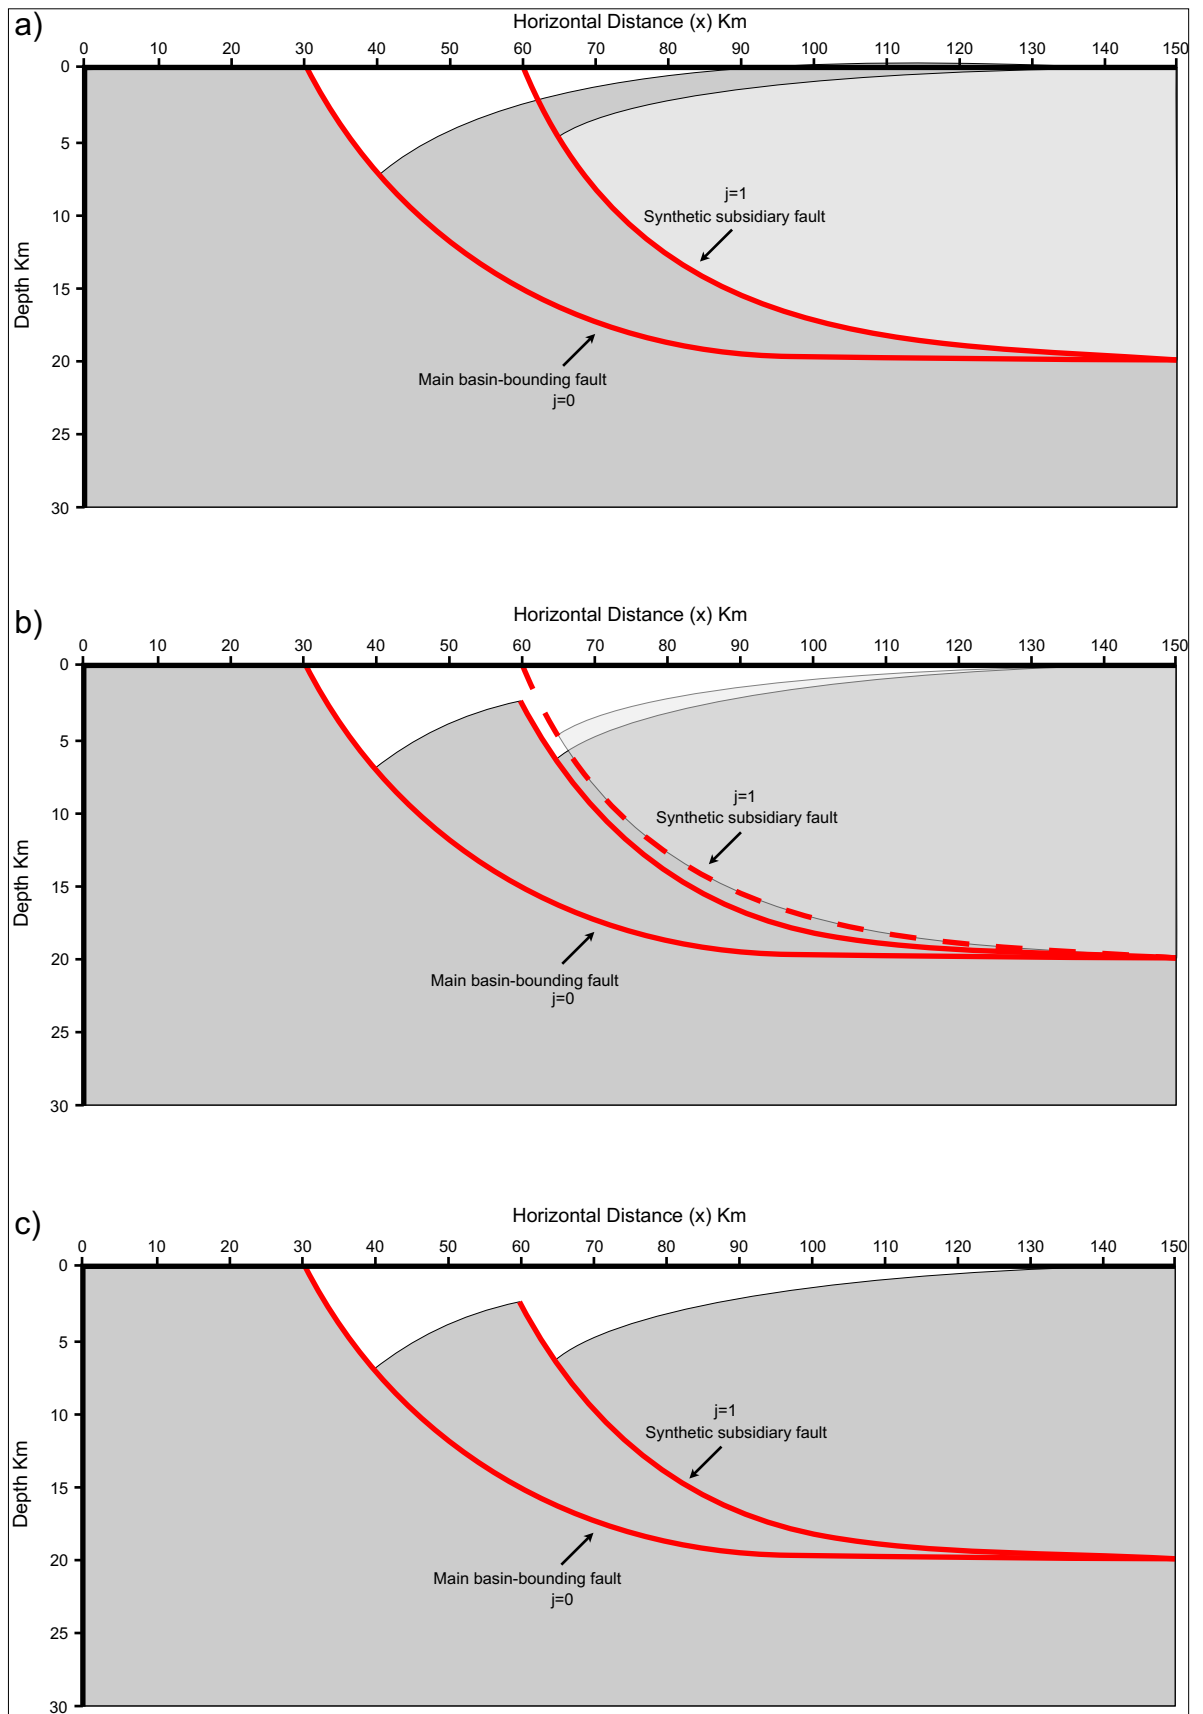 a)
Horizontal Distance (x) Km
0 10 20 30 40 50 60 70 80 90 100 110 120 130 140 150
0
5
10
15
20
25
30
Depth Km
j=1
Synthetic subsidiary fault
Main basin-bounding fault
j=0
b)
Horizontal Distance (x) Km
0 10 20 30 40 50 60 70 80 90 100 110 120 130 140 150
0
5
10
15
20
25
30
Depth Km
j=1
Synthetic subsidiary fault
Main basin-bounding fault
j=0
c)
Horizontal Distance (x) Km
0 10 20 30 40 50 60 70 80 90 100 110 120 130 140 150
0
5
10
15
20
25
30
Depth Km
j=1
Synthetic subsidiary fault
Main basin-bounding fault
j=0